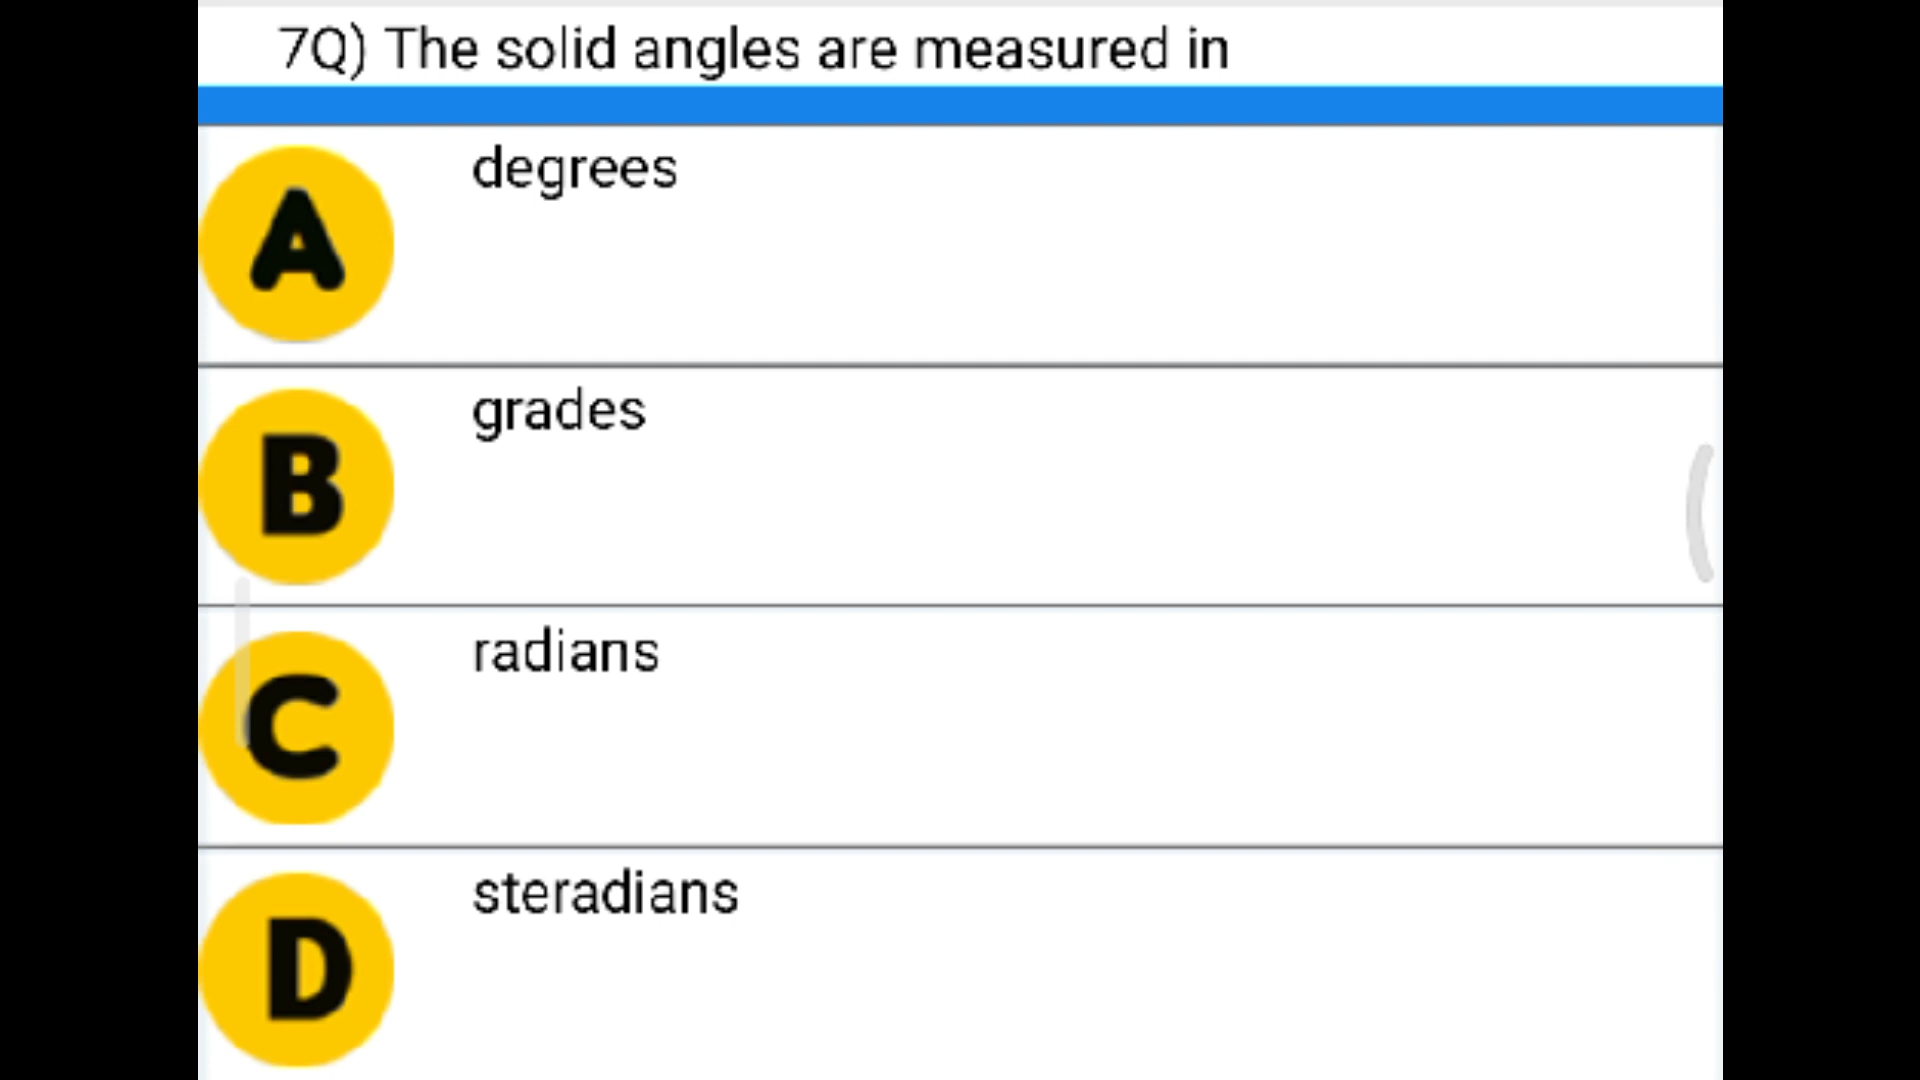 7Q) The solid angles are measured in
A degrees
B grades
C radians
D steradians